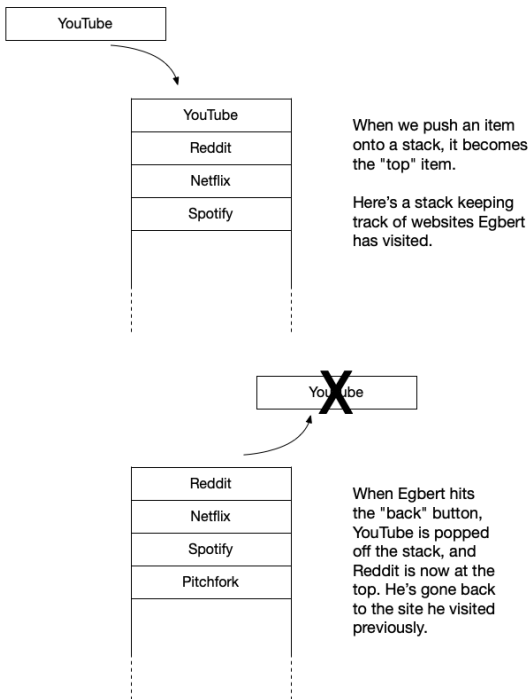 YouTube
YouTube
Reddit
Netflix
Spotify
When we push an item
onto a stack, it becomes
the "top" item.
Here's a stack keeping
track of websites Egbert
has visited.
YouTube
Reddit
Netflix
Spotify
Pitchfork
When Egbert hits
the "back" button,
YouTube is popped
off the stack, and
Reddit is now at the
top. He's gone back
to the site he visited
previously.